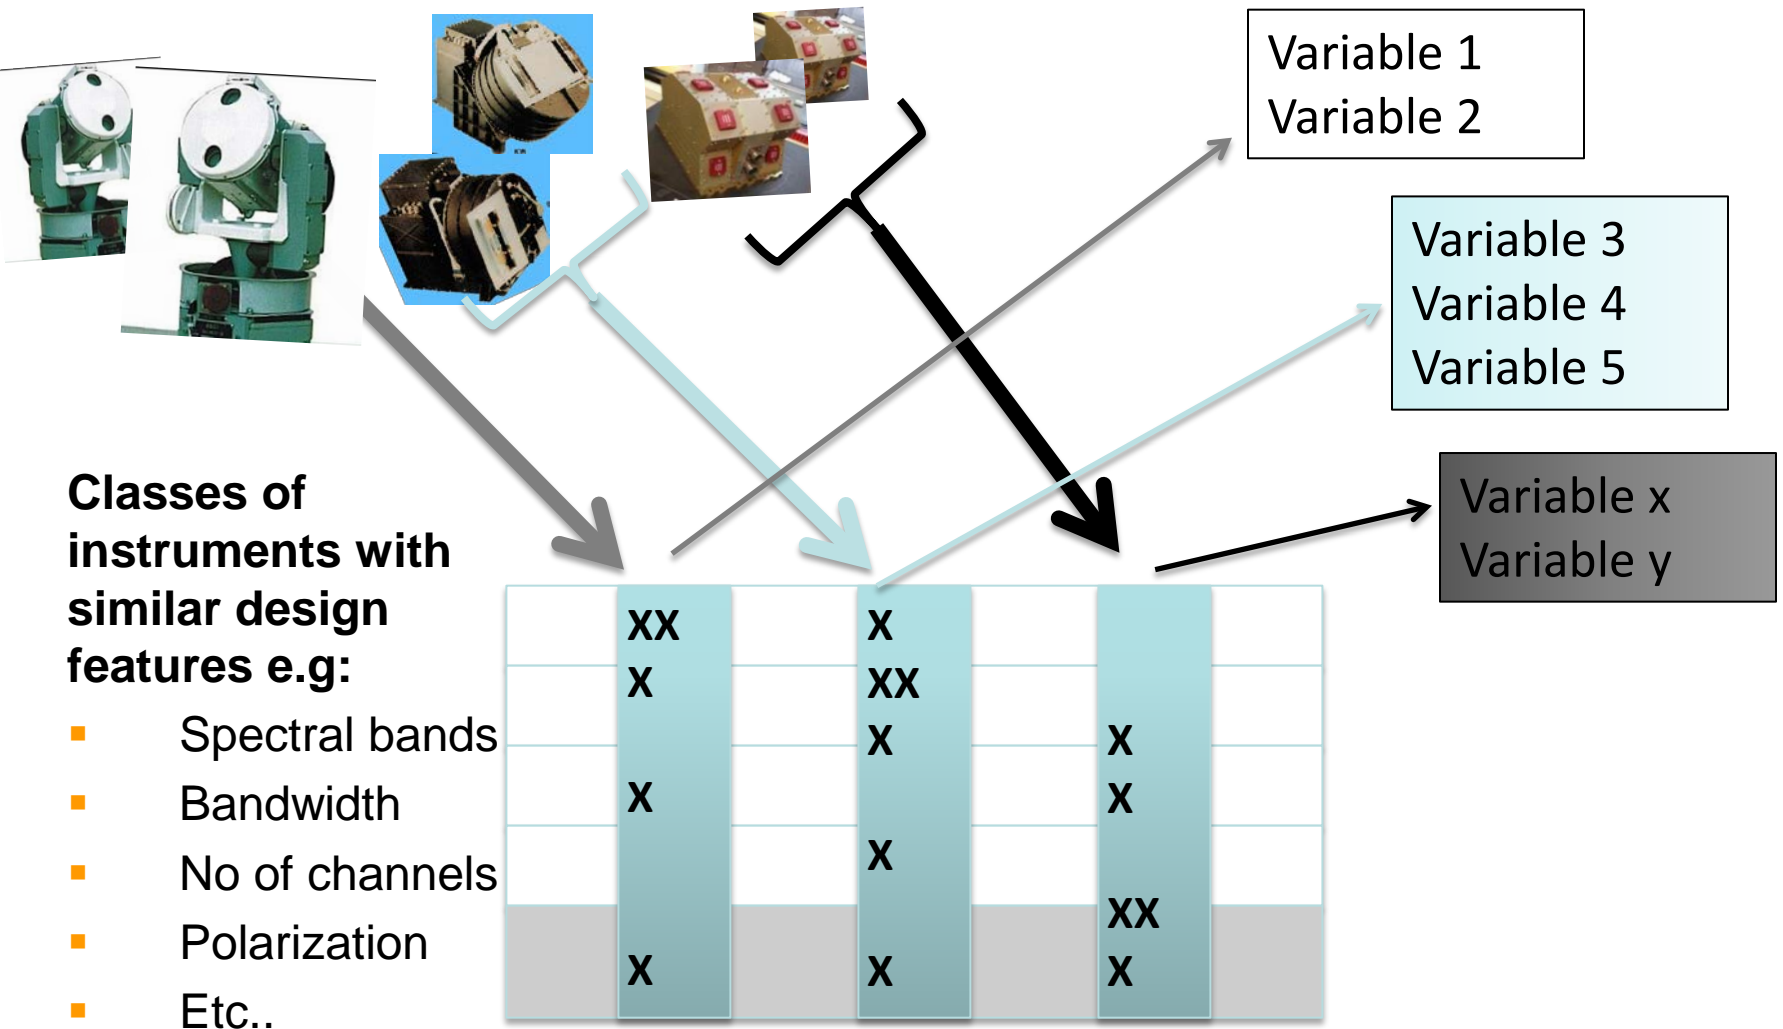 Variable 1
Variable 2
Variable 3
Variable 4
Variable 5
Variable x
Variable y
Classes of
instruments with
similar design
features e.g:
▪ Spectral bands
▪ Bandwidth
▪ No of channels
▪ Polarization
▪ Etc..
XX X
X XX
X X
X X
X
XX
X X X